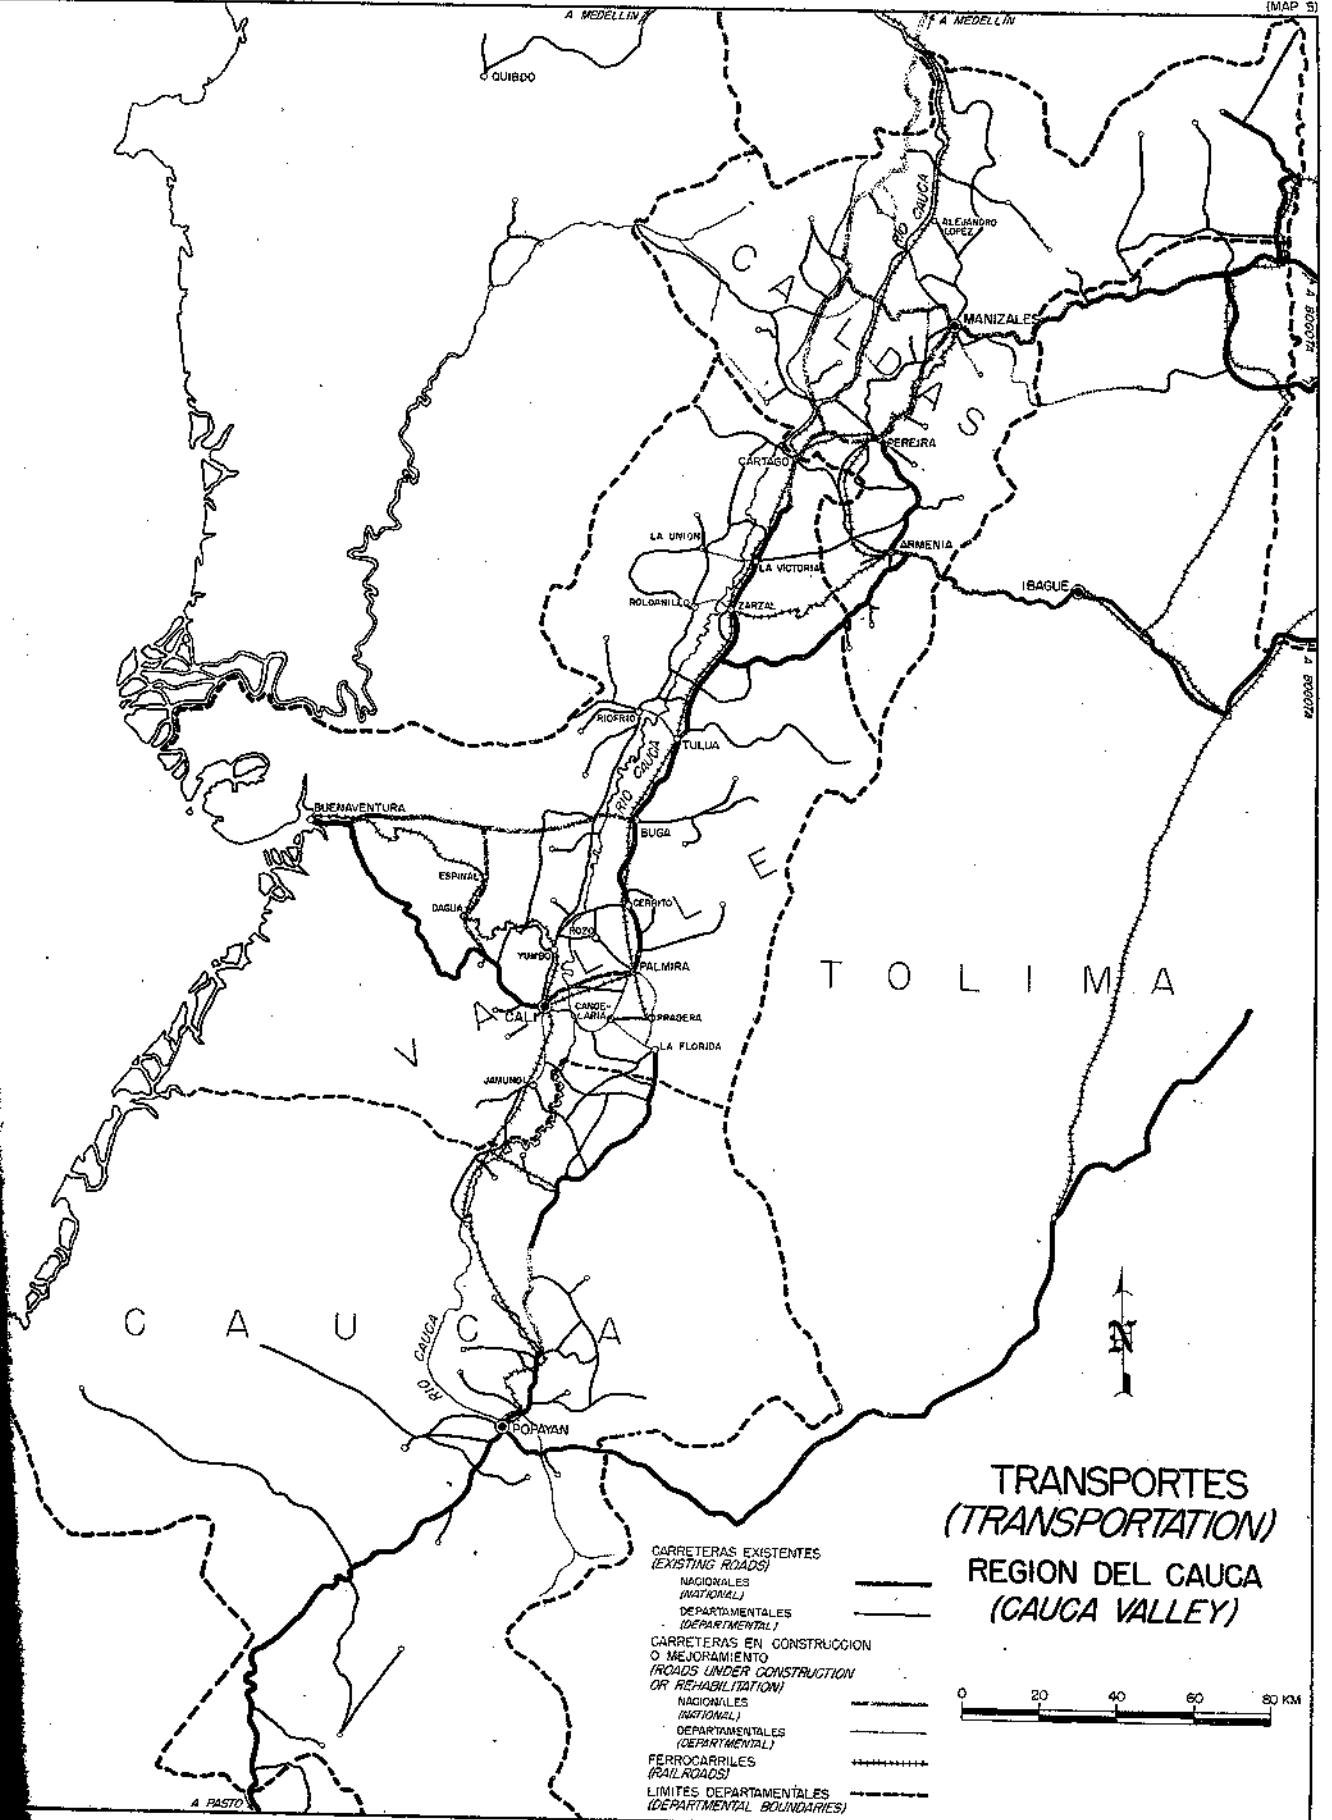 (MAP 5)
A MEDELLIN
A MEDELLIN
QUIBDO
RIO CAUCA
ALEJANDRO
LOPEZ
CALDAS
MANIZALES
A BOGOTA
PEREIRA
CARTAGO
LA UNION
LA VICTORIA
ARMENIA
IBAGUE
ROLDANILLO
ZARZAL
A BOGOTA
RIOFRIO
TULUA
RIO CAUCA
BUENAVENTURA
BUGA
ESPINAL
DAGUA
CERRITO
ROZO
YUMBO
PALMIRA
VALLE
TOLIMA
CALI
CANDE-
LARIA
PRADERA
LA FLORIDA
JAMUNDI
CAUCA
RIO CAUCA
N
POPAYAN
TRANSPORTES
(TRANSPORTATION)
REGION DEL CAUCA
(CAUCA VALLEY)
CARRETERAS EXISTENTES
(EXISTING ROADS)
NACIONALES
(NATIONAL)
DEPARTAMENTALES
(DEPARTMENTAL)
CARRETERAS EN CONSTRUCCION
O MEJORAMIENTO
(ROADS UNDER CONSTRUCTION
OR REHABILITATION)
NACIONALES
(NATIONAL)
DEPARTAMENTALES
(DEPARTMENTAL)
FERROCARRILES
(RAILROADS)
LIMITES DEPARTAMENTALES
(DEPARTMENTAL BOUNDARIES)
0 20 40 60 80 KM
A PASTO